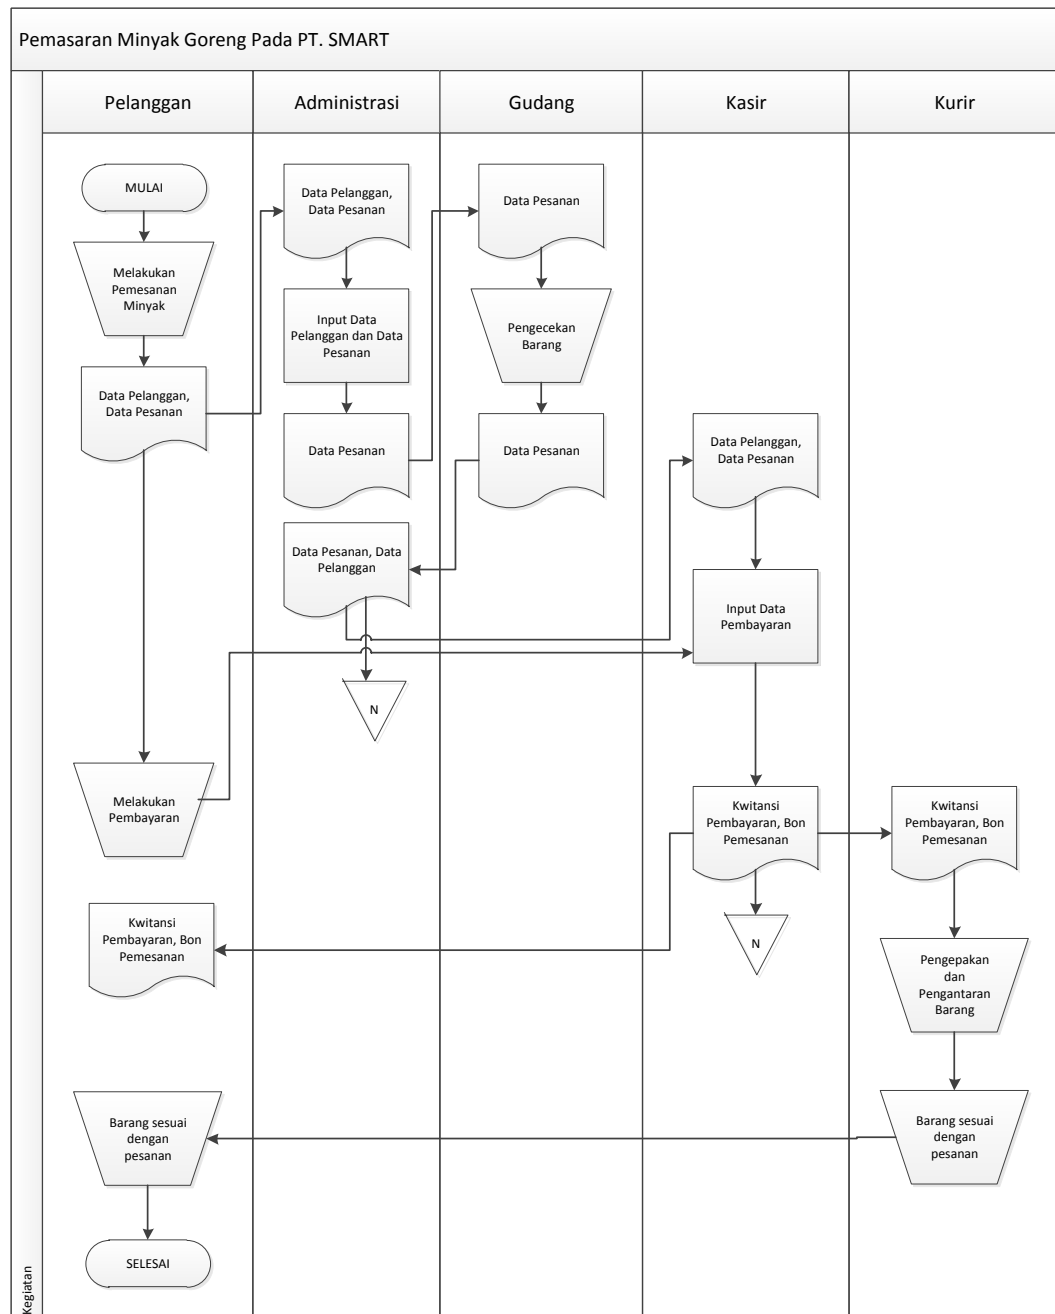 Pemasaran Minyak Goreng Pada PT. SMART
Pelanggan
Administrasi
Gudang
Kasir
Kurir
MULAI
Melakukan
Pemesanan
Minyak
Data Pelanggan,
Data Pesanan
Melakukan
Pembayaran
Kwitansi
Pembayaran, Bon
Pemesanan
Barang sesuai
dengan
pesanan
SELESAI
Data Pelanggan,
Data Pesanan
Input Data
Pelanggan dan Data
Pesanan
Data Pesanan
Data Pesanan, Data
Pelanggan
N
Data Pesanan
Pengecekan
Barang
Data Pesanan
Data Pelanggan,
Data Pesanan
Input Data
Pembayaran
Kwitansi
Pembayaran, Bon
Pemesanan
N
Kwitansi
Pembayaran, Bon
Pemesanan
Pengepakan
dan
Pengantaran
Barang
Barang sesuai
dengan
pesanan
Kegiatan